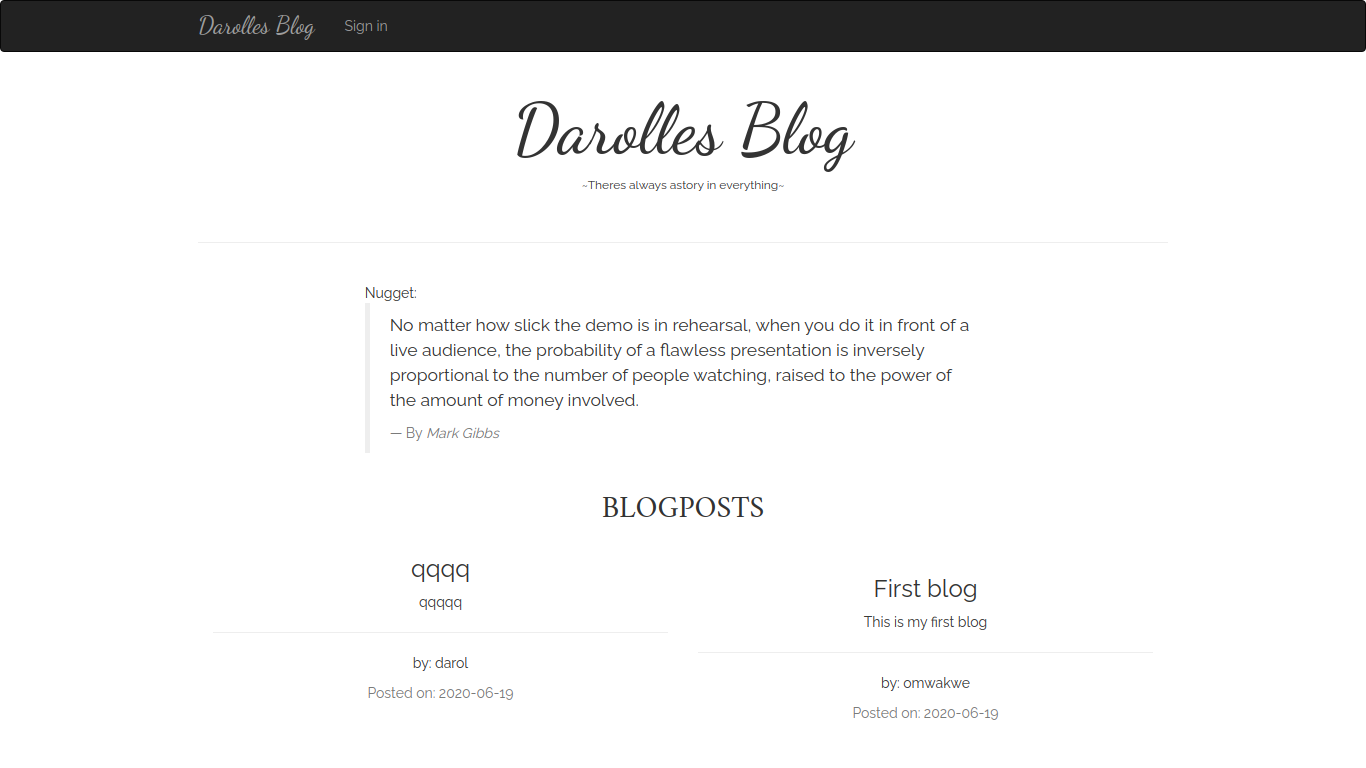 Darolles Blog Sign in
Darolles Blog
~Theres always astory in everything~
Nugget:
No matter how slick the demo is in rehearsal, when you do it in front of a
live audience, the probability of a flawless presentation is inversely
proportional to the number of people watching, raised to the power of
the amount of money involved.
— By Mark Gibbs
BLOGPOSTS
qqqq
qqqqq
by: darol
Posted on: 2020-06-19
First blog
This is my first blog
by: omwakwe
Posted on: 2020-06-19